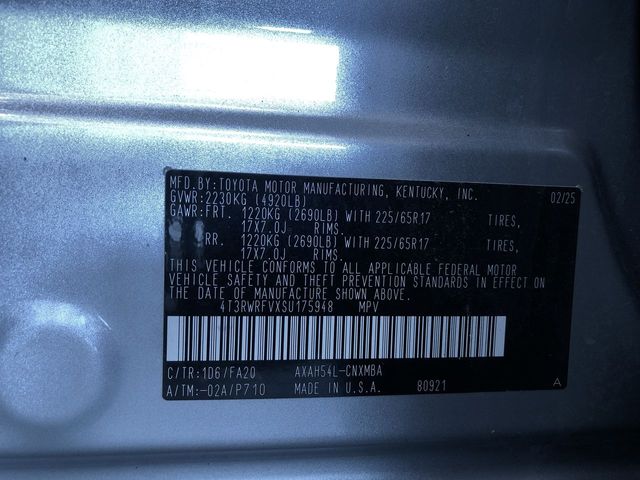 MFD.BY:TOYOTA MOTOR MANUFACTURING, KENTUCKY, INC. 02/25
GVWR:2230KG (4920LB)
GAWR:FRT. 1220KG (2690LB) WITH 225/65R17 TIRES,
17X7.0J RIMS.
RR. 1220KG (2690LB) WITH 225/65R17 TIRES,
17X7.0J RIMS.
THIS VEHICLE CONFORMS TO ALL APPLICABLE FEDERAL MOTOR
VEHICLE SAFETY AND THEFT PREVENTION STANDARDS IN EFFECT ON
THE DATE OF MANUFACTURE SHOWN ABOVE.
4T3RWRFVXSU175948 MPV
C/TR:1D6/FA20 AXAH54L-CNXMBA
A/TM:-02A/P710 MADE IN U.S.A. 80921 A